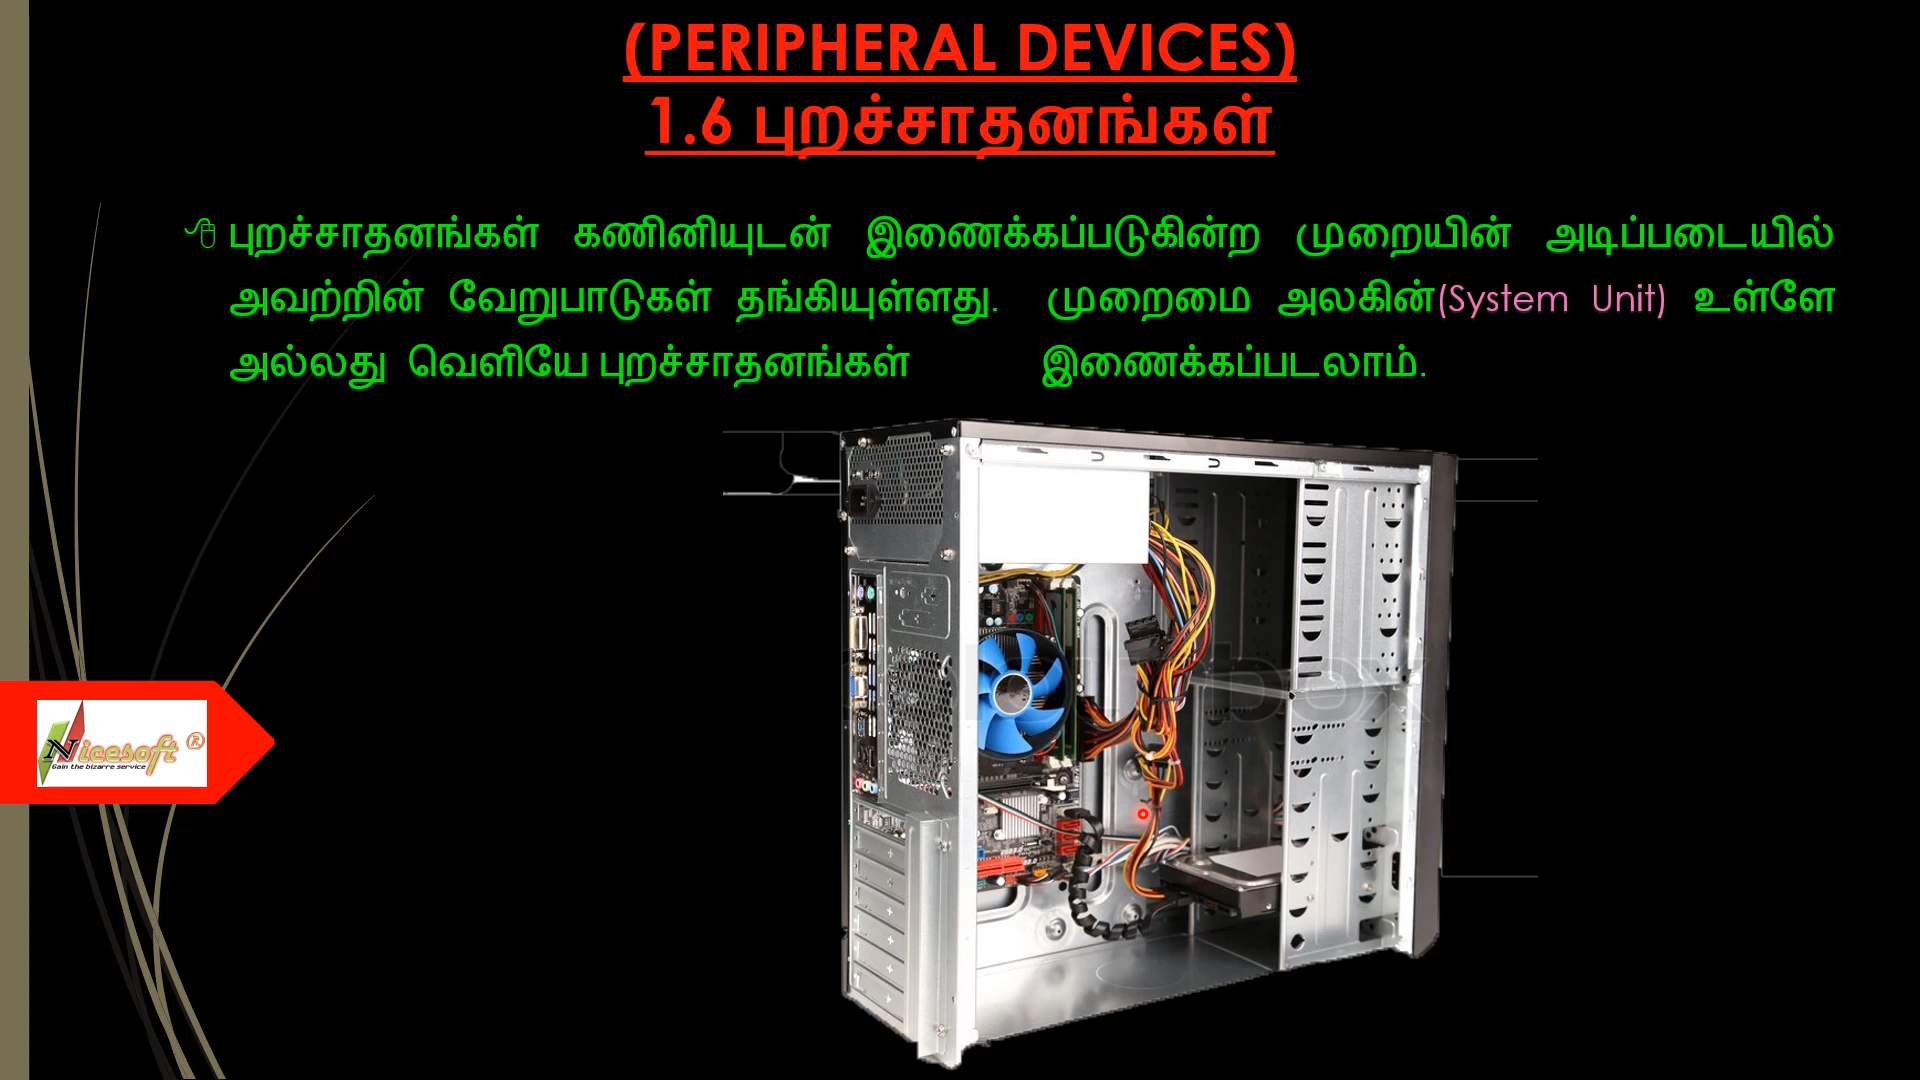 (PERIPHERAL DEVICES)
1.6 புறச்சாதனங்கள்
புறச்சாதனங்கள் கணினியுடன் இணைக்கப்படுகின்ற முறையின் அடிப்படையில்
அவற்றின் வேறுபாடுகள் தங்கியுள்ளது. முறைமை அலகின்(System Unit) உள்ளே
அல்லது வெளியே புறச்சாதனங்கள் இணைக்கப்படலாம்.
Nicesoft ®
Gain the bizarre service